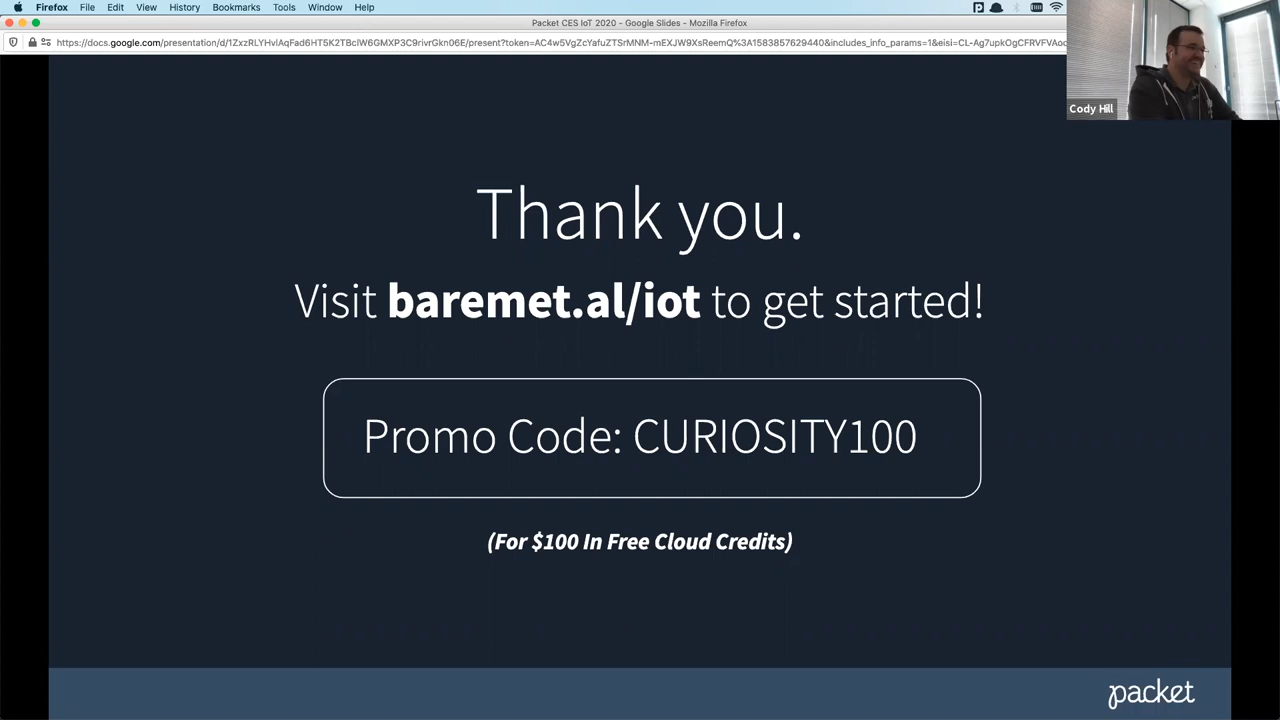 Firefox File Edit View History Bookmarks Tools Window Help
Packet CES IoT 2020 - Google Slides - Mozilla Firefox
Cody Hill
Thank you.
Visit baremet.al/iot to get started!
Promo Code: CURIOSITY100
(For $100 In Free Cloud Credits)
packet